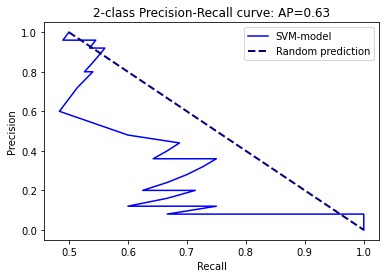 2-class Precision-Recall curve: AP=0.63
SVM-model
Random prediction
Precision
1.0
0.8
0.6
0.4
0.2
0.0
0.5 0.6 0.7 0.8 0.9 1.0
Recall